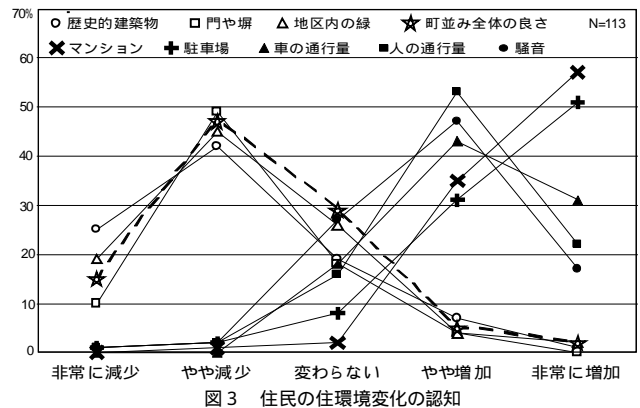 70%
○ 歴史的建築物 □ 門や塀 △ 地区内の緑 ☆ 町並み全体の良さ N=113
✖ マンション ✚ 駐車場 ▲ 車の通行量 ■ 人の通行量 ● 騒音
60
50
40
30
20
10
0
非常に減少 やや減少 変わらない やや増加 非常に増加
図3 住民の住環境変化の認知